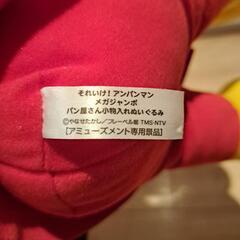 それいけ!アンパンマン
メガジャンボ
パン屋さん小物入れぬいぐるみ
©やなせたかし/フレーベル館 TMS・NTV
[アミューズメント専用景品]